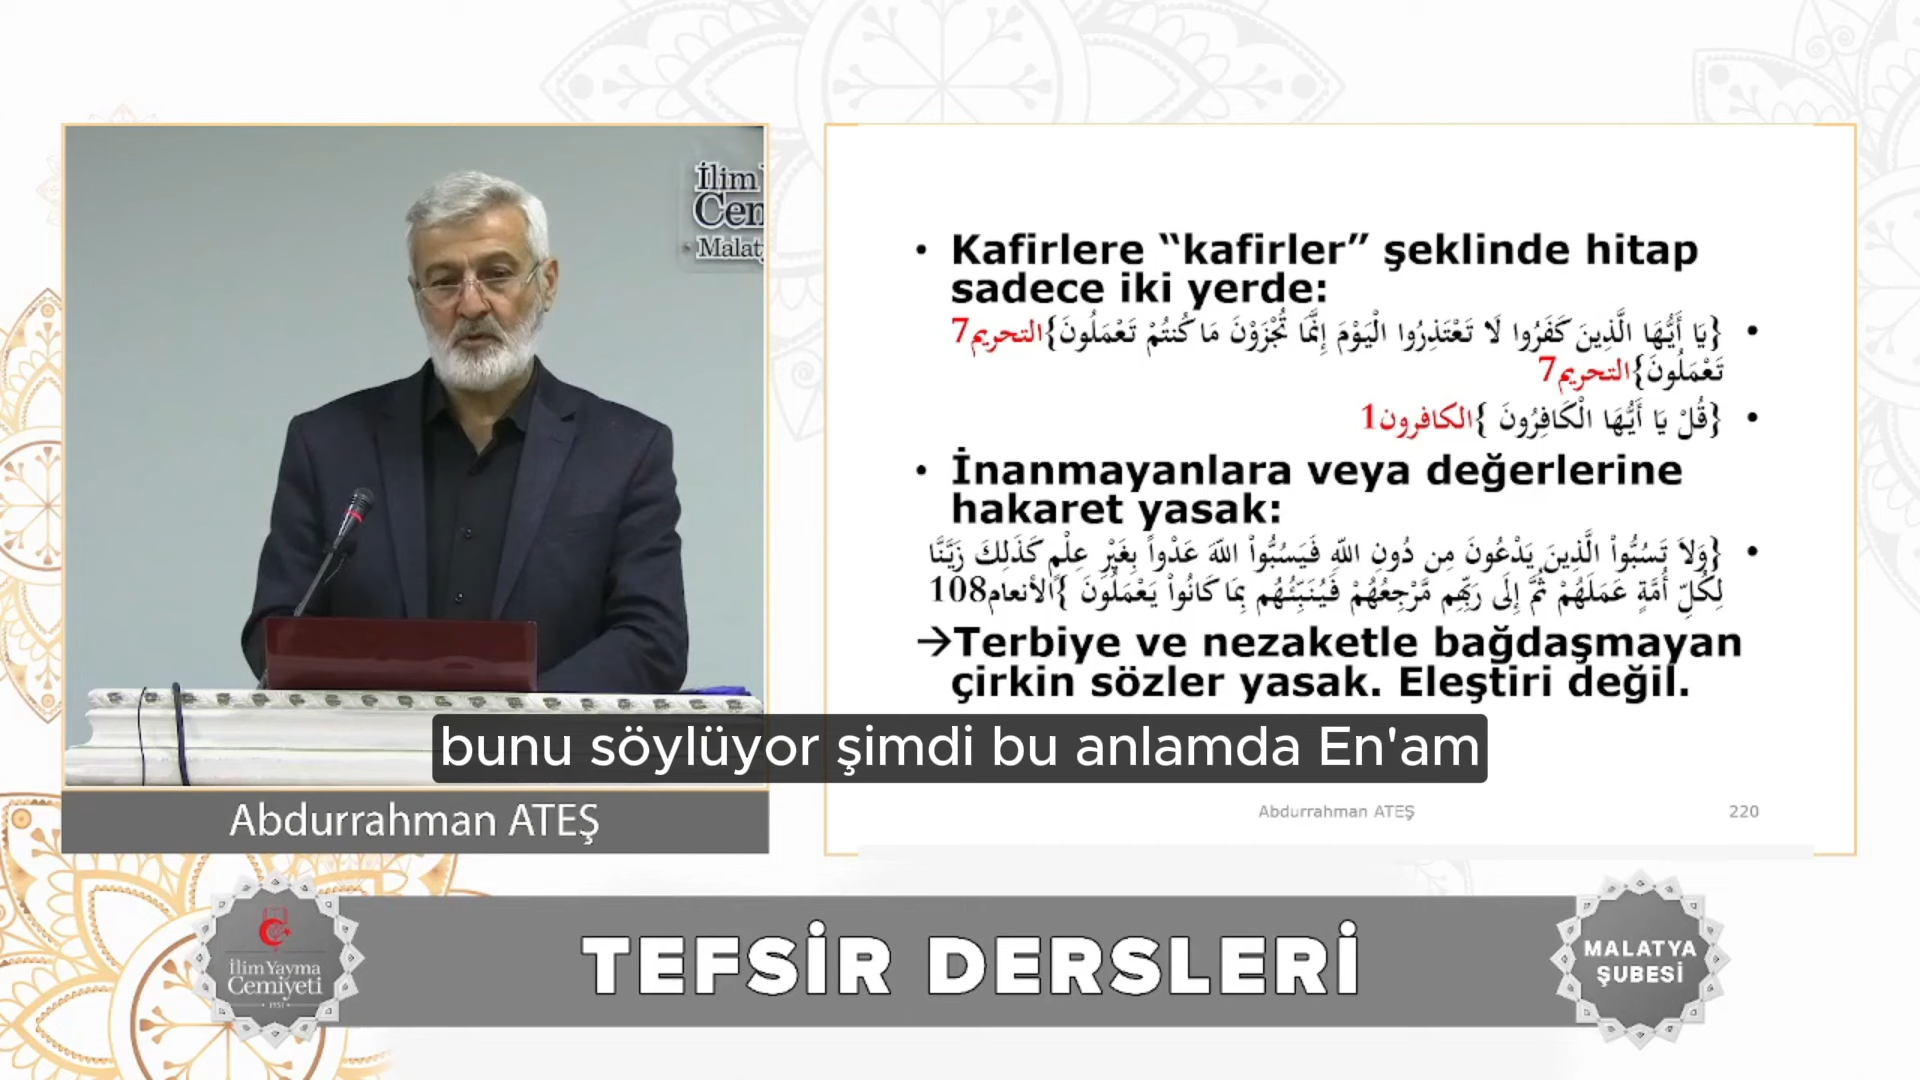 İlim
Cem
Malat
Kafirlere “kafirler” şeklinde hitap
sadece iki yerde:
{يَا أَيُّهَا الَّذِينَ كَفَرُوا لَا تَعْتَذِرُوا الْيَوْمَ إِنَّمَا تُجْزَوْنَ مَا كُنتُمْ تَعْمَلُونَ}التحريم7
تَعْمَلُونَ}التحريم7
{قُلْ يَا أَيُّهَا الْكَافِرُونَ }الكافرون1
İnanmayanlara veya değerlerine
hakaret yasak:
{وَلاَ تَسُبُّواْ الَّذِينَ يَدْعُونَ مِن دُونِ اللّهِ فَيَسُبُّواْ اللّهَ عَدْواً بِغَيْرِ عِلْمٍ كَذَلِكَ زَيَّنَّا
لِكُلِّ أُمَّةٍ عَمَلَهُمْ ثُمَّ إِلَى رَبِّهِم مَّرْجِعُهُمْ فَيُنَبِّئُهُم بِمَا كَانُواْ يَعْمَلُونَ }الأنعام108
→Terbiye ve nezaketle bağdaşmayan
çirkin sözler yasak. Eleştiri değil.
bunu söylüyor şimdi bu anlamda En'am
Abdurrahman ATEŞ
220
Abdurrahman ATEŞ
İlim Yayma
Cemiyeti
1951
TEFSİR DERSLERİ
MALATYA
ŞUBESİ